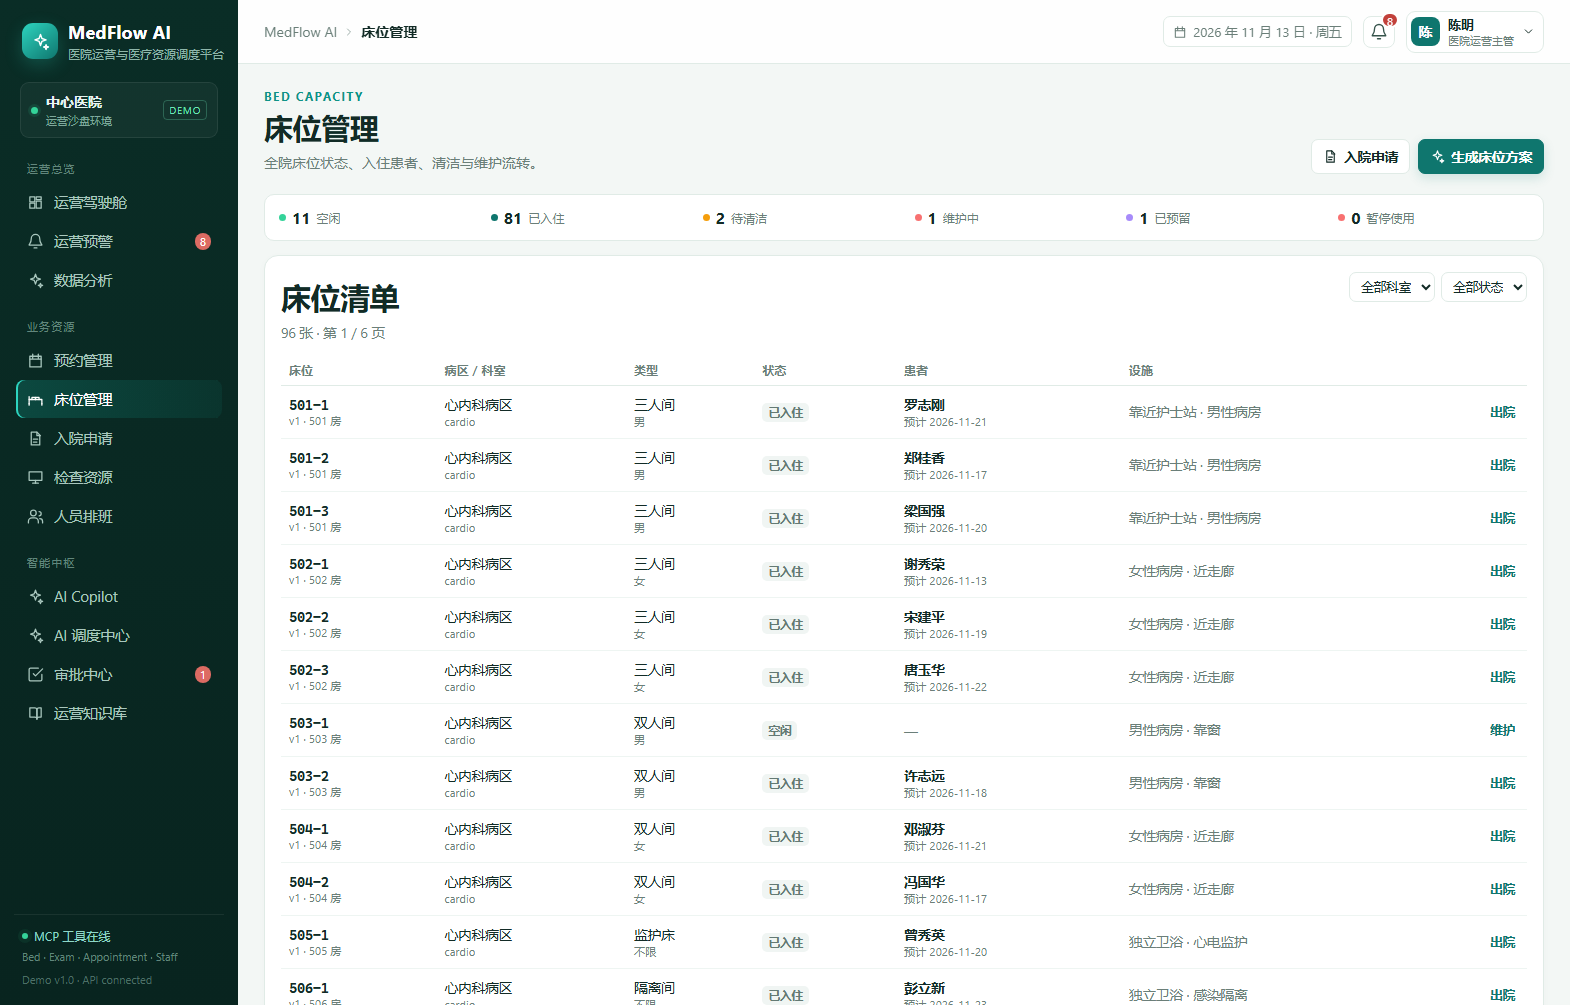 MedFlow AI
医院运营与医疗资源调度平台
中心医院
运营沙盘环境
DEMO
运营总览
运营驾驶舱
运营预警
8
数据分析
业务资源
预约管理
床位管理
入院申请
检查资源
人员排班
智能中枢
AI Copilot
AI 调度中心
审批中心
1
运营知识库
MCP 工具在线
Bed · Exam · Appointment · Staff
Demo v1.0 · API connected
MedFlow AI
床位管理
2026 年 11 月 13 日 · 周五
8
陈
陈明
医院运营主管
BED CAPACITY
床位管理
全院床位状态、入住患者、清洁与维护流转。
入院申请
生成床位方案
11 空闲
81 已入住
2 待清洁
1 维护中
1 已预留
0 暂停使用
床位清单
96 张 · 第 1 / 6 页
全部科室
全部状态
床位 病区 / 科室 类型 状态 患者 设施
501-1 心内科病区 三人间 已入住 罗志刚 靠近护士站 · 男性病房 出院
v1 · 501 房 cardio 男 预计 2026-11-21
501-2 心内科病区 三人间 已入住 郑桂香 靠近护士站 · 男性病房 出院
v1 · 501 房 cardio 男 预计 2026-11-17
501-3 心内科病区 三人间 已入住 梁国强 靠近护士站 · 男性病房 出院
v1 · 501 房 cardio 男 预计 2026-11-20
502-1 心内科病区 三人间 已入住 谢秀荣 女性病房 · 近走廊 出院
v1 · 502 房 cardio 女 预计 2026-11-13
502-2 心内科病区 三人间 已入住 宋建平 女性病房 · 近走廊 出院
v1 · 502 房 cardio 女 预计 2026-11-19
502-3 心内科病区 三人间 已入住 唐玉华 女性病房 · 近走廊 出院
v1 · 502 房 cardio 女 预计 2026-11-22
503-1 心内科病区 双人间 空闲 — 男性病房 · 靠窗 维护
v1 · 503 房 cardio 男
503-2 心内科病区 双人间 已入住 许志远 男性病房 · 靠窗 出院
v1 · 503 房 cardio 男 预计 2026-11-18
504-1 心内科病区 双人间 已入住 邓淑芬 女性病房 · 近走廊 出院
v1 · 504 房 cardio 女 预计 2026-11-21
504-2 心内科病区 双人间 已入住 冯国华 女性病房 · 近走廊 出院
v1 · 504 房 cardio 女 预计 2026-11-17
505-1 心内科病区 监护床 已入住 曾秀英 独立卫浴 · 心电监护 出院
v1 · 505 房 cardio 不限 预计 2026-11-20
506-1 心内科病区 隔离间 已入住 彭立新 独立卫浴 · 感染隔离 出院
v1 · 506 房 cardio 不限 预计 2026-11-23